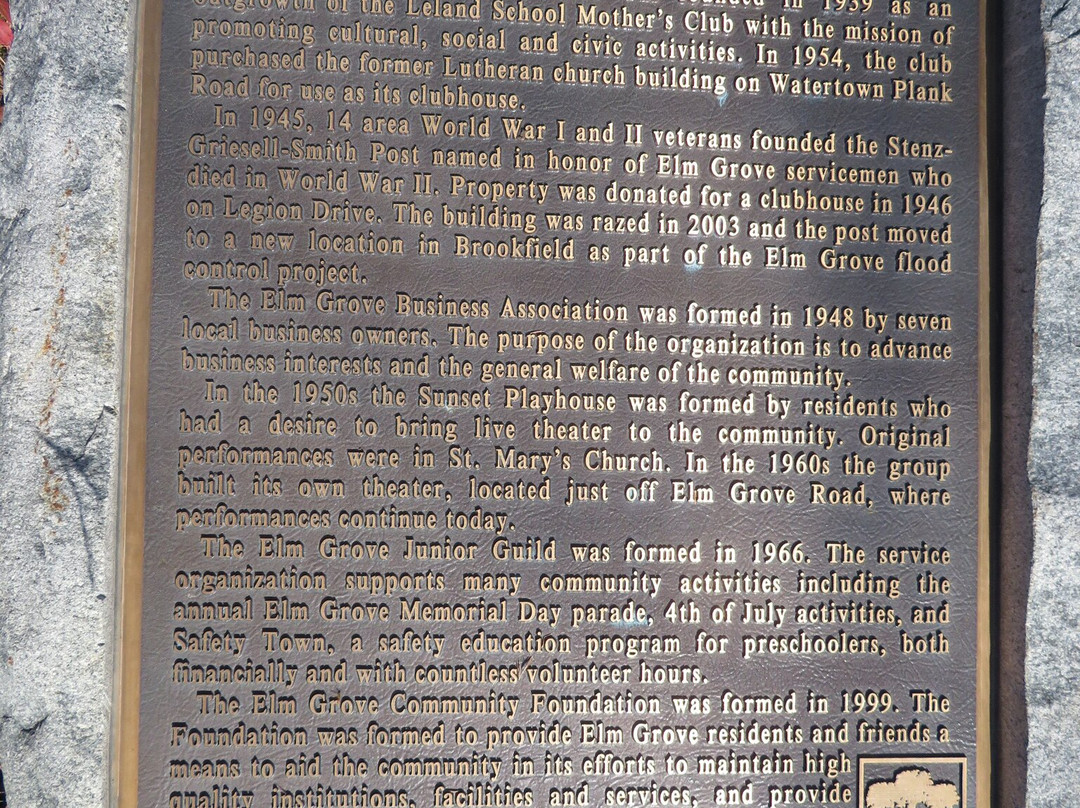 in 1939 as an
outgrowth of the Leland School Mother's Club with the mission of
promoting cultural, social and civic activities. In 1954, the club
purchased the former Lutheran church building on Watertown Plank
Road for use as its clubhouse.
In 1945, 14 area World War I and II veterans founded the Stenz-
Griesell-Smith Post named in honor of Elm Grove servicemen who
died in World War II. Property was donated for a clubhouse in 1946
on Legion Drive. The building was razed in 2003 and the post moved
to a new location in Brookfield as part of the Elm Grove flood
control project.
The Elm Grove Business Association was formed in 1948 by seven
local business owners. The purpose of the organization is to advance
business interests and the general welfare of the community.
In the 1950s the Sunset Playhouse was formed by residents who
had a desire to bring live theater to the community. Original
performances were in St. Mary's Church. In the 1960s the group
built its own theater, located just off Elm Grove Road, where
performances continue today.
The Elm Grove Junior Guild was formed in 1966. The service
organization supports many community activities including the
annual Elm Grove Memorial Day parade, 4th of July activities, and
Safety Town, a safety education program for preschoolers, both
financially and with countless volunteer hours.
The Elm Grove Community Foundation was formed in 1999. The
Foundation was formed to provide Elm Grove residents and friends a
means to aid the community in its efforts to maintain high
quality institutions, facilities and services, and provide